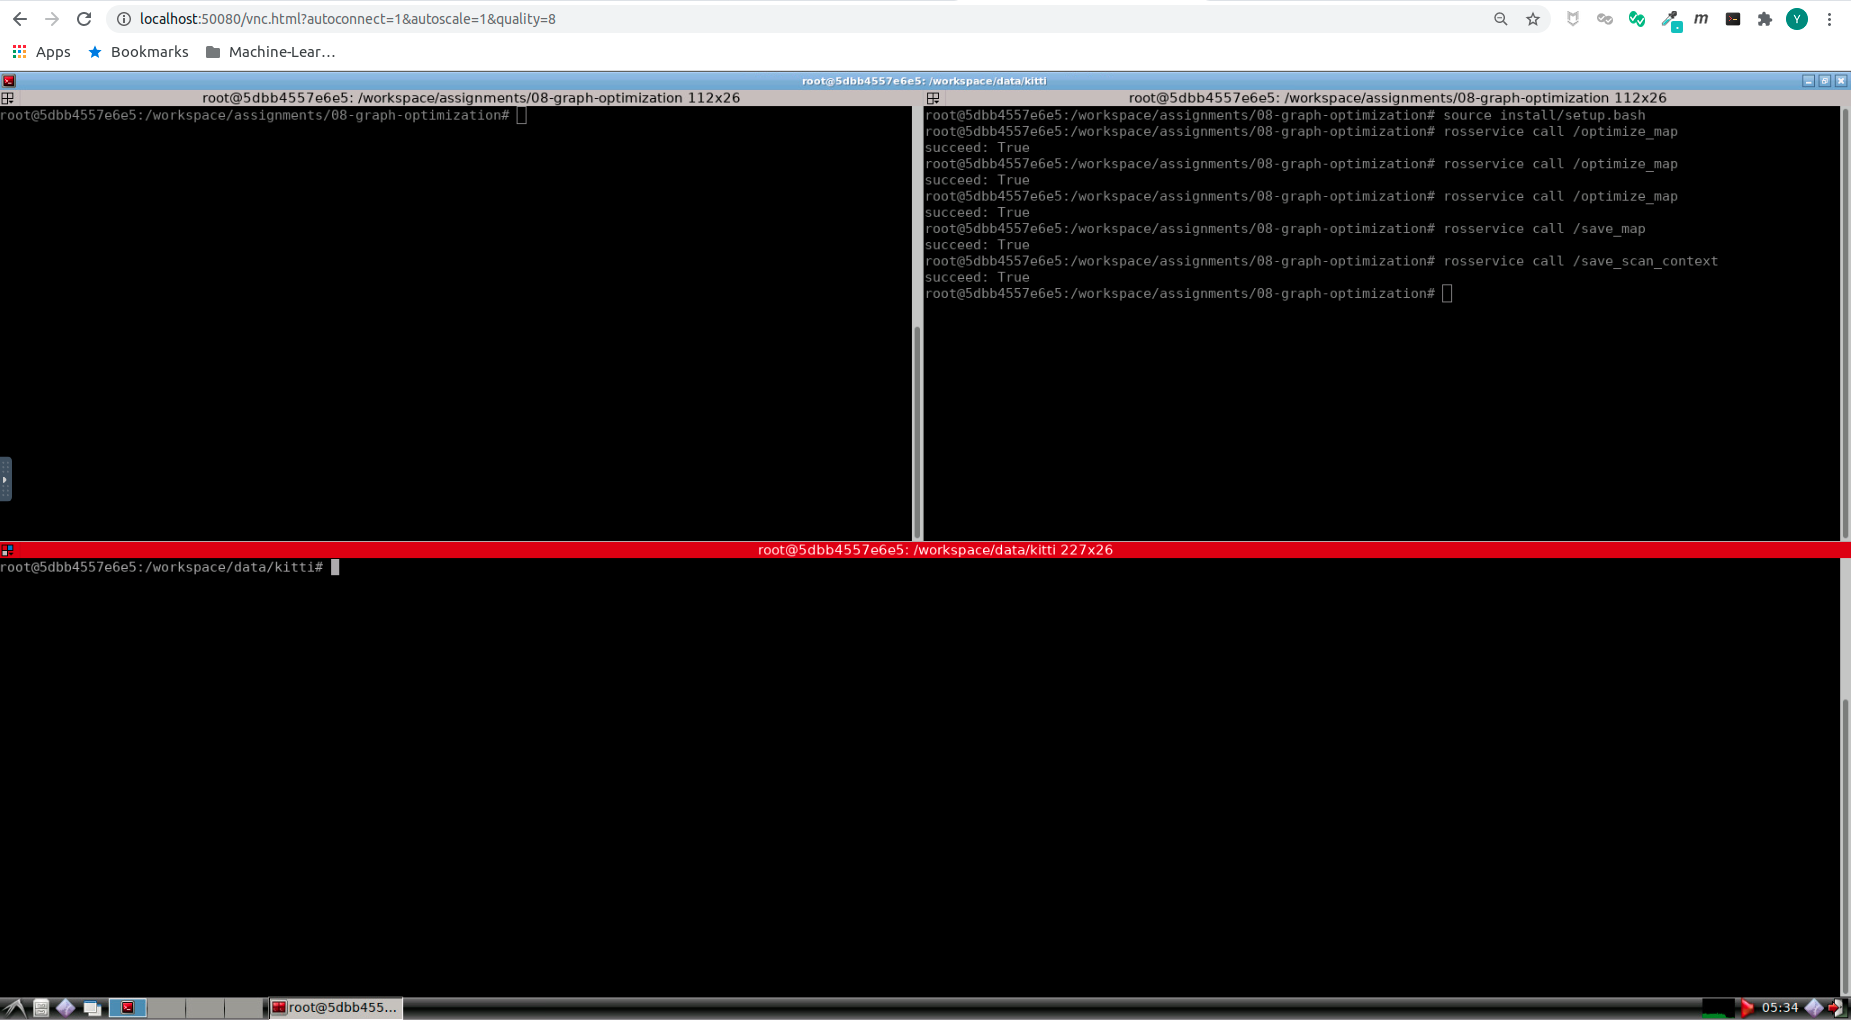 localhost:50080/vnc.html?autoconnect=1&autoscale=1&quality=8
m
Y
Apps
Bookmarks
Machine-Lear...
root@5dbb4557e6e5: /workspace/data/kitti
root@5dbb4557e6e5: /workspace/assignments/08-graph-optimization 112x26
root@5dbb4557e6e5:/workspace/assignments/08-graph-optimization#
root@5dbb4557e6e5: /workspace/assignments/08-graph-optimization 112x26
root@5dbb4557e6e5:/workspace/assignments/08-graph-optimization# source install/setup.bash
root@5dbb4557e6e5:/workspace/assignments/08-graph-optimization# rosservice call /optimize_map
succeed: True
root@5dbb4557e6e5:/workspace/assignments/08-graph-optimization# rosservice call /optimize_map
succeed: True
root@5dbb4557e6e5:/workspace/assignments/08-graph-optimization# rosservice call /optimize_map
succeed: True
root@5dbb4557e6e5:/workspace/assignments/08-graph-optimization# rosservice call /save_map
succeed: True
root@5dbb4557e6e5:/workspace/assignments/08-graph-optimization# rosservice call /save_scan_context
succeed: True
root@5dbb4557e6e5:/workspace/assignments/08-graph-optimization#
root@5dbb4557e6e5: /workspace/data/kitti 227x26
root@5dbb4557e6e5:/workspace/data/kitti#
root@5dbb455...
05:34